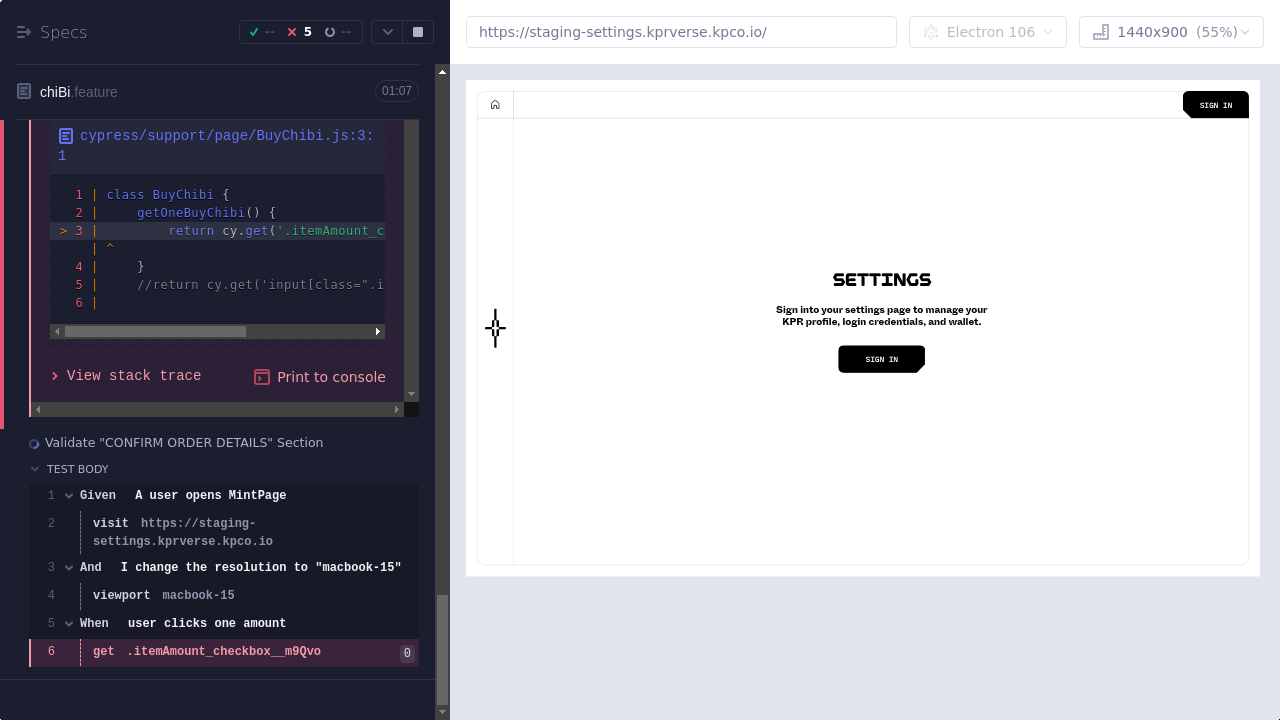 Specs
-- 5 --
https://staging-settings.kprverse.kpco.io/
Electron 106
1440x900 (55%)
chiBi.feature
01:07
cypress/support/page/BuyChibi.js:3:
1
1 | class BuyChibi {
2 | getOneBuyChibi() {
> 3 | return cy.get('.itemAmount_c
| ^
4 | }
5 | //return cy.get('input[class=".i
6 |
View stack trace
Print to console
Validate "CONFIRM ORDER DETAILS" Section
TEST BODY
1 Given A user opens MintPage
2 visit https://staging-
settings.kprverse.kpco.io
3 And I change the resolution to "macbook-15"
4 viewport macbook-15
5 When user clicks one amount
6 get .itemAmount_checkbox__m9Qvo 0
SIGN IN
SETTINGS
Sign into your settings page to manage your
KPR profile, login credentials, and wallet.
SIGN IN